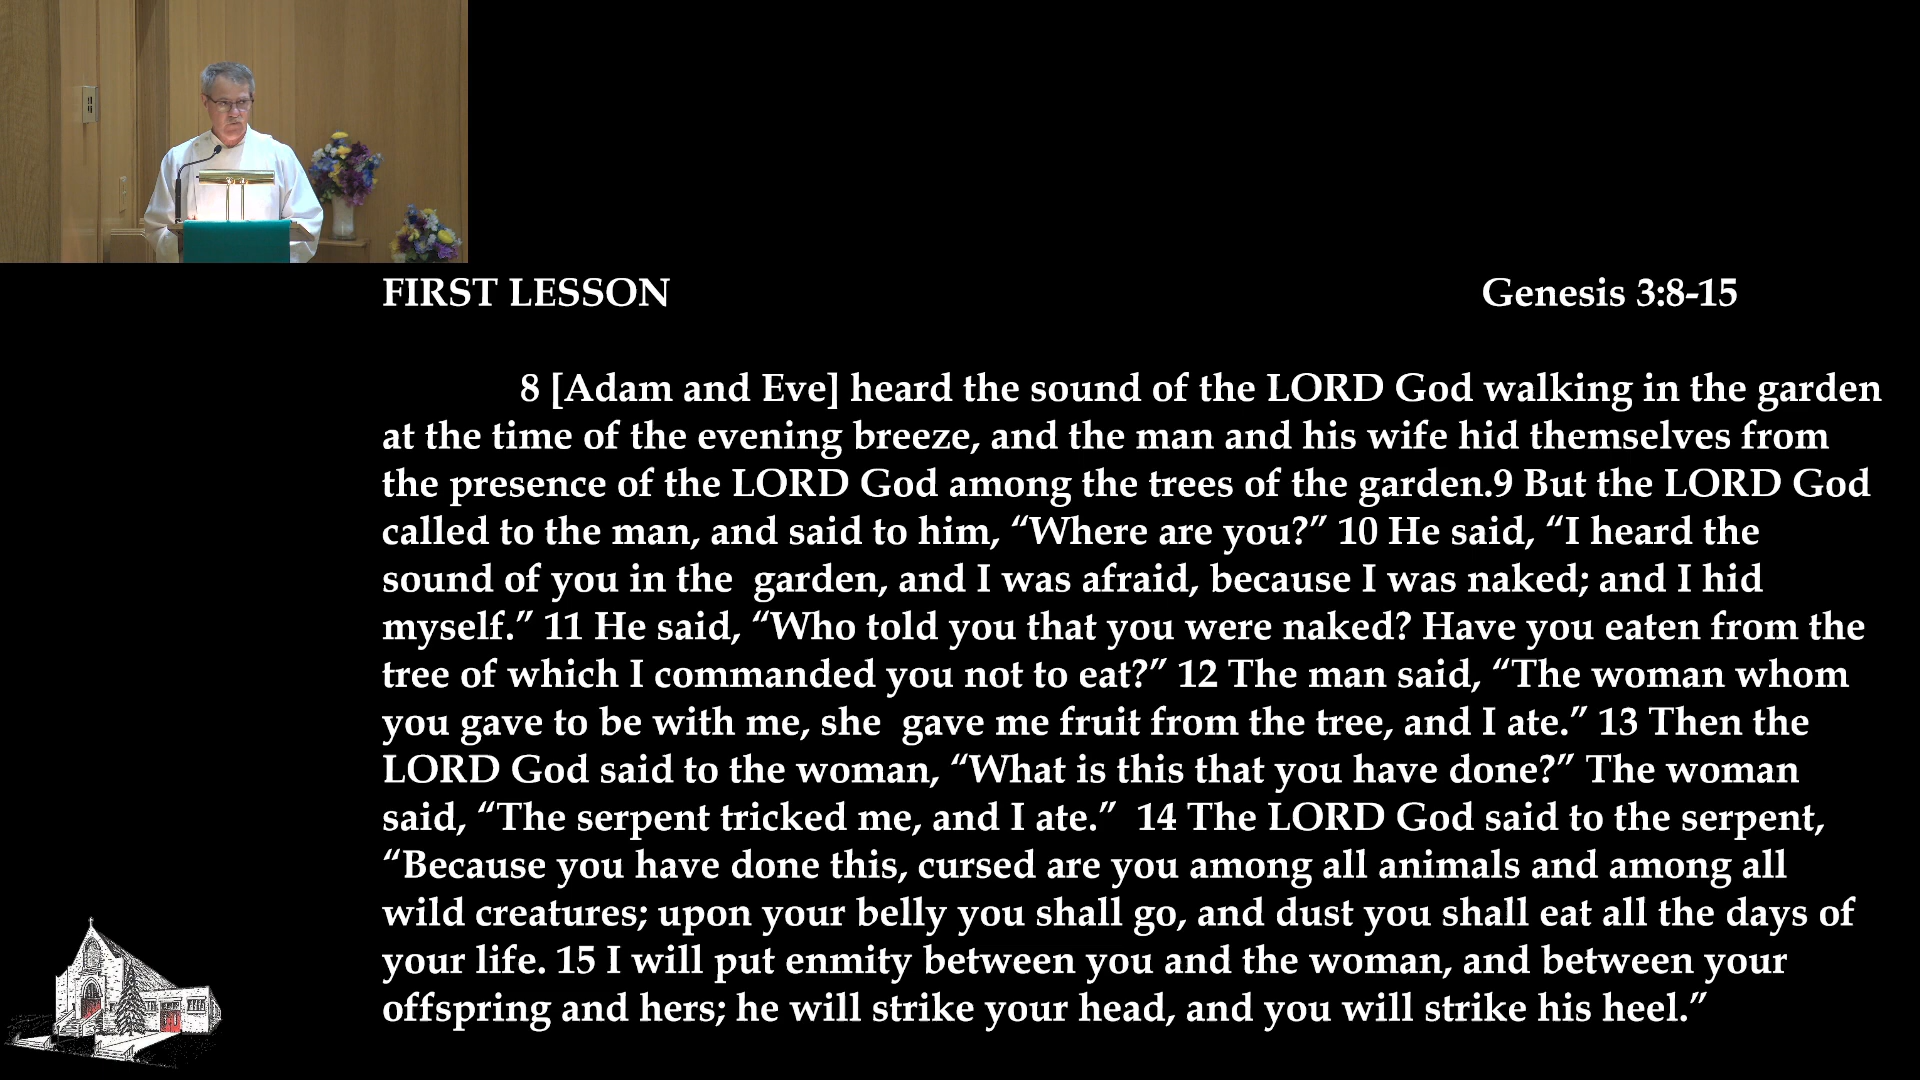 FIRST LESSON Genesis 3:8-15
8 [Adam and Eve] heard the sound of the LORD God walking in the garden
at the time of the evening breeze, and the man and his wife hid themselves from
the presence of the LORD God among the trees of the garden.9 But the LORD God
called to the man, and said to him, “Where are you?” 10 He said, “I heard the
sound of you in the  garden, and I was afraid, because I was naked; and I hid
myself.” 11 He said, “Who told you that you were naked? Have you eaten from the
tree of which I commanded you not to eat?” 12 The man said, “The woman whom
you gave to be with me, she  gave me fruit from the tree, and I ate.” 13 Then the
LORD God said to the woman, “What is this that you have done?” The woman
said, “The serpent tricked me, and I ate.”  14 The LORD God said to the serpent,
“Because you have done this, cursed are you among all animals and among all
wild creatures; upon your belly you shall go, and dust you shall eat all the days of
your life. 15 I will put enmity between you and the woman, and between your
offspring and hers; he will strike your head, and you will strike his heel.”